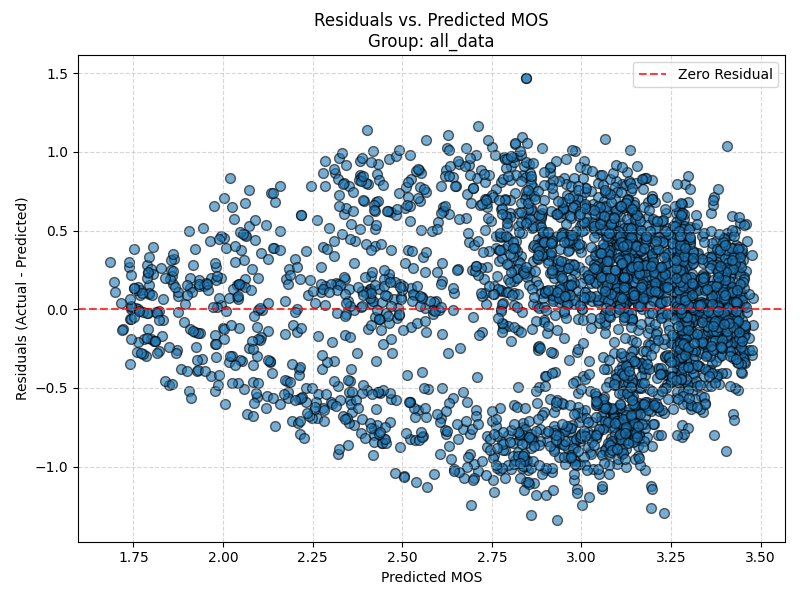 Residuals vs. Predicted MOS
Group: all_data
Zero Residual
Residuals (Actual - Predicted)
1.5
1.0
0.5
0.0
−0.5
−1.0
1.75
2.00
2.25
2.50
2.75
3.00
3.25
3.50
Predicted MOS